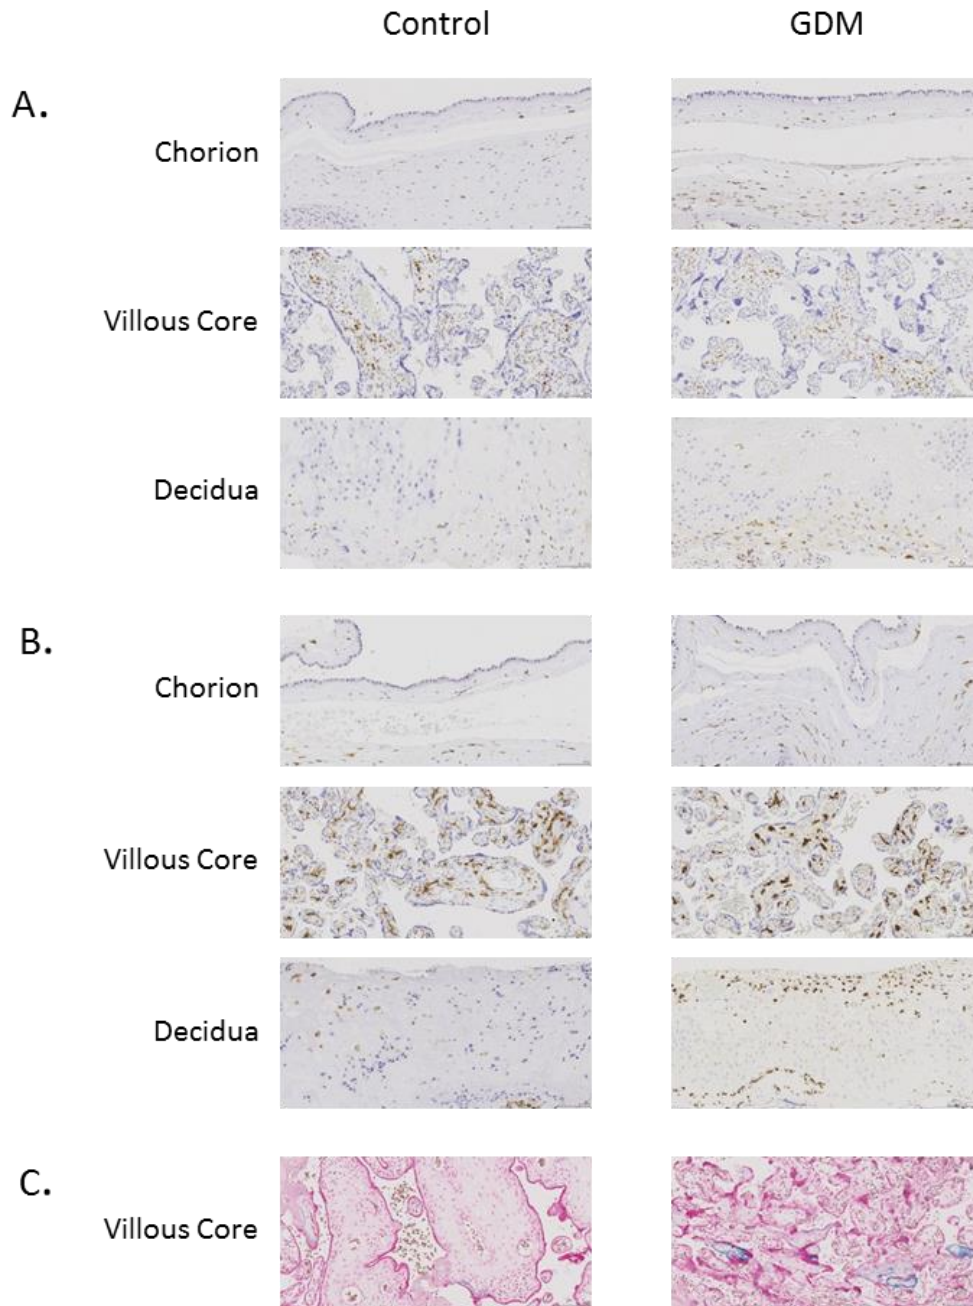 Control GDM
A.
Chorion
Villous Core
Decidua
B.
Chorion
Villous Core
Decidua
C.
Villous Core